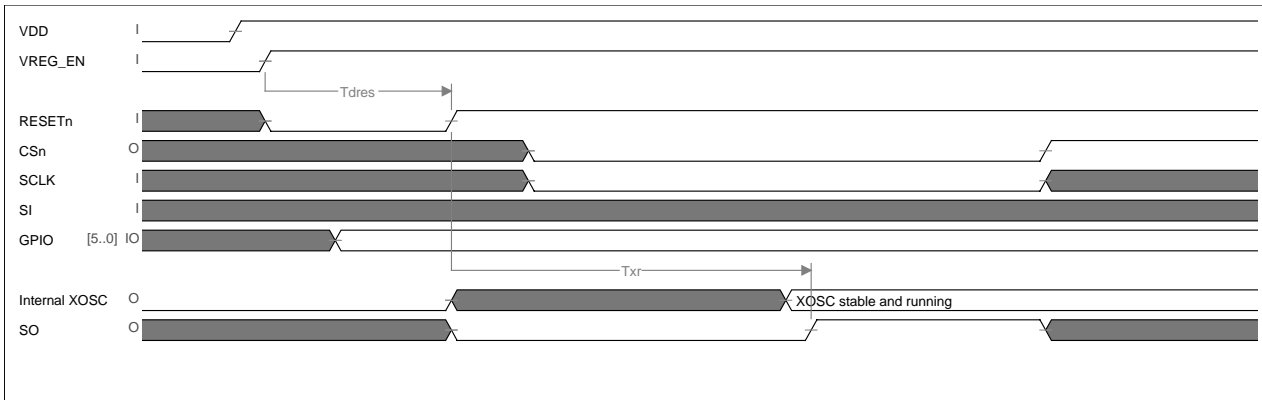 VDD I
VREG_EN I
Tdres
RESETn I
CSn O
SCLK I
SI I
GPIO [5..0] IO
Txr
Internal XOSC O XOSC stable and running
SO O